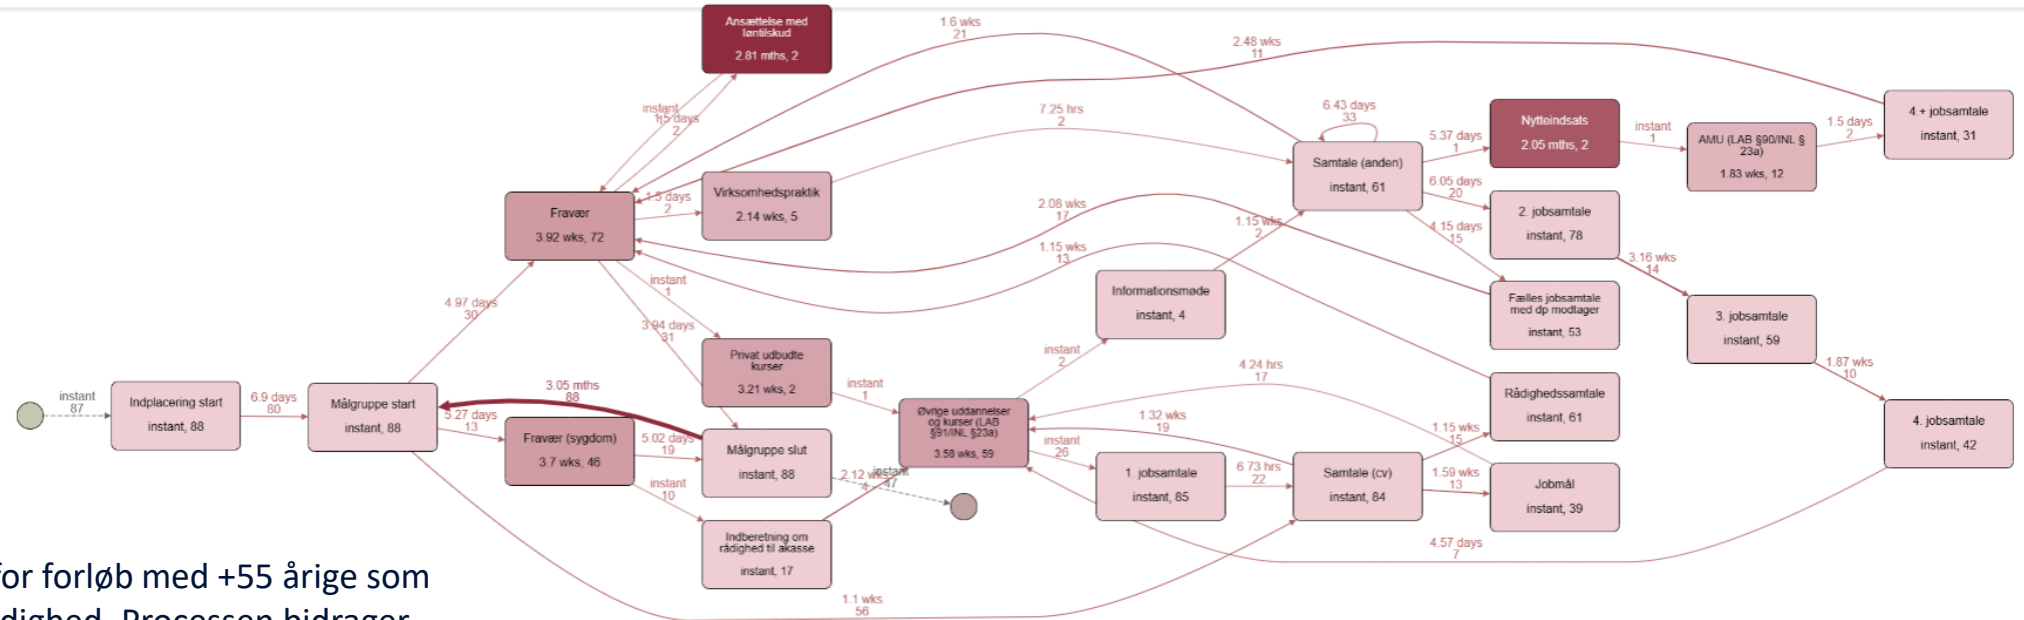 Ansættelse med
løntilskud
2.81 mths, 2
1.6 wks
21
2.48 wks
11
instant
1.5 days
2
7.25 hrs
2
6.43 days
33
Nytteindsats
2.05 mths, 2
5.37 days
1
instant
1
AMU (LAB §90/INL §
23a)
1.83 wks, 12
1.5 days
2
4.+ jobsamtale
instant, 31
Samtale (anden)
instant, 61
Virksomhedspraktik
2.14 wks, 5
1.5 days
2
Fravær
3.92 wks, 72
2.08 wks
17
1.15 wks
13
1.15 wks
2
6.05 days
20
4.15 days
15
2. jobsamtale
instant, 78
3.16 wks
14
Fælles jobsamtale
med dp modtager
instant, 53
3. jobsamtale
instant, 59
1.87 wks
10
Informationsmøde
instant, 4
instant
1
4.97 days
30
3.94 days
31
Privat udbudte
kurser
3.21 wks, 2
instant
1
instant
2
4.24 hrs
17
Rådighedssamtale
instant, 61
instant
87
Indplacering start
instant, 88
6.9 days
80
Målgruppe start
instant, 88
3.05 mths
88
5.27 days
13
Fravær (sygdom)
3.7 wks, 46
5.02 days
19
Målgruppe slut
instant, 88
Øvrige uddannelser
og kurser (LAB
§91/INL §23a)
3.58 wks, 59
1.32 wks
19
instant
26
1. jobsamtale
instant, 85
6.73 hrs
22
Samtale (cv)
instant, 84
1.15 wks
15
1.59 wks
13
Jobmål
instant, 39
4. jobsamtale
instant, 42
instant
10
2.12 wks
4
instant
47
Indberetning om
rådighed til akasse
instant, 17
4.57 days
7
1.1 wks
56
for forløb med +55 årige som
dighed. Processen bidrager